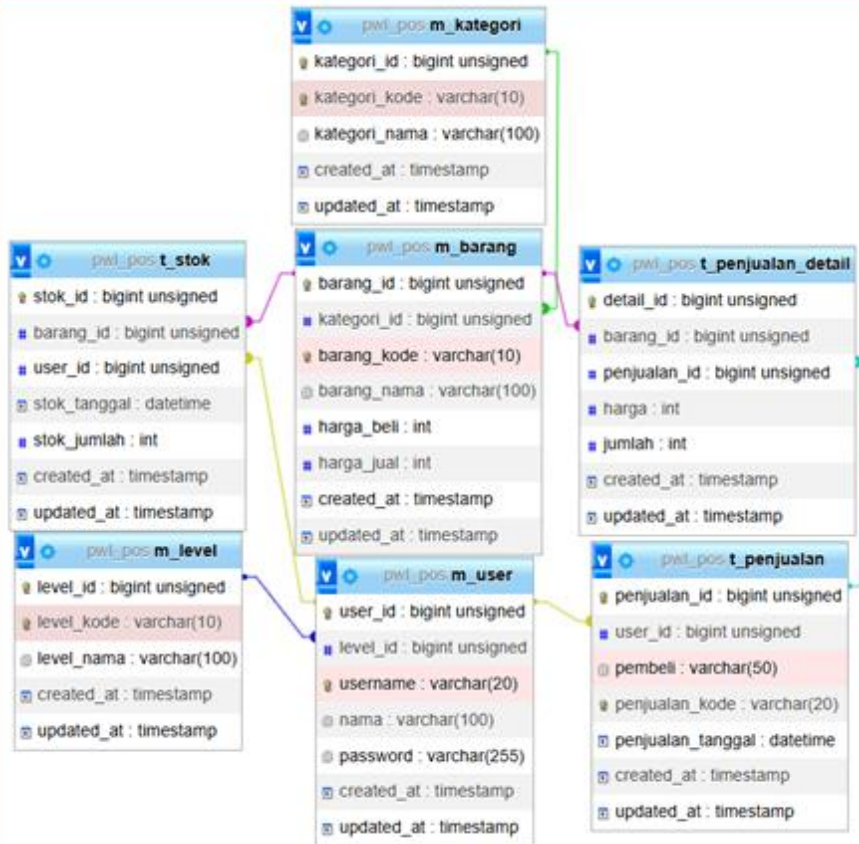 pwl_pos m_kategori
kategori_id : bigint unsigned
kategori_kode : varchar(10)
kategori_nama : varchar(100)
created_at : timestamp
updated_at : timestamp
pwl_pos t_stok
stok_id : bigint unsigned
barang_id : bigint unsigned
user_id : bigint unsigned
stok_tanggal : datetime
stok_jumlah : int
created_at : timestamp
updated_at : timestamp
pwl_pos m_barang
barang_id : bigint unsigned
kategori_id : bigint unsigned
barang_kode : varchar(10)
barang_nama : varchar(100)
harga_beli : int
harga_jual : int
created_at : timestamp
updated_at : timestamp
pwl_pos t_penjualan_detail
detail_id : bigint unsigned
barang_id : bigint unsigned
penjualan_id : bigint unsigned
harga : int
jumlah : int
created_at : timestamp
updated_at : timestamp
pwl_pos m_level
level_id : bigint unsigned
level_kode : varchar(10)
level_nama : varchar(100)
created_at : timestamp
updated_at : timestamp
pwl_pos m_user
user_id : bigint unsigned
level_id : bigint unsigned
username : varchar(20)
nama : varchar(100)
password : varchar(255)
created_at : timestamp
updated_at : timestamp
pwl_pos t_penjualan
penjualan_id : bigint unsigned
user_id : bigint unsigned
pembeli : varchar(50)
penjualan_kode : varchar(20)
penjualan_tanggal : datetime
created_at : timestamp
updated_at : timestamp